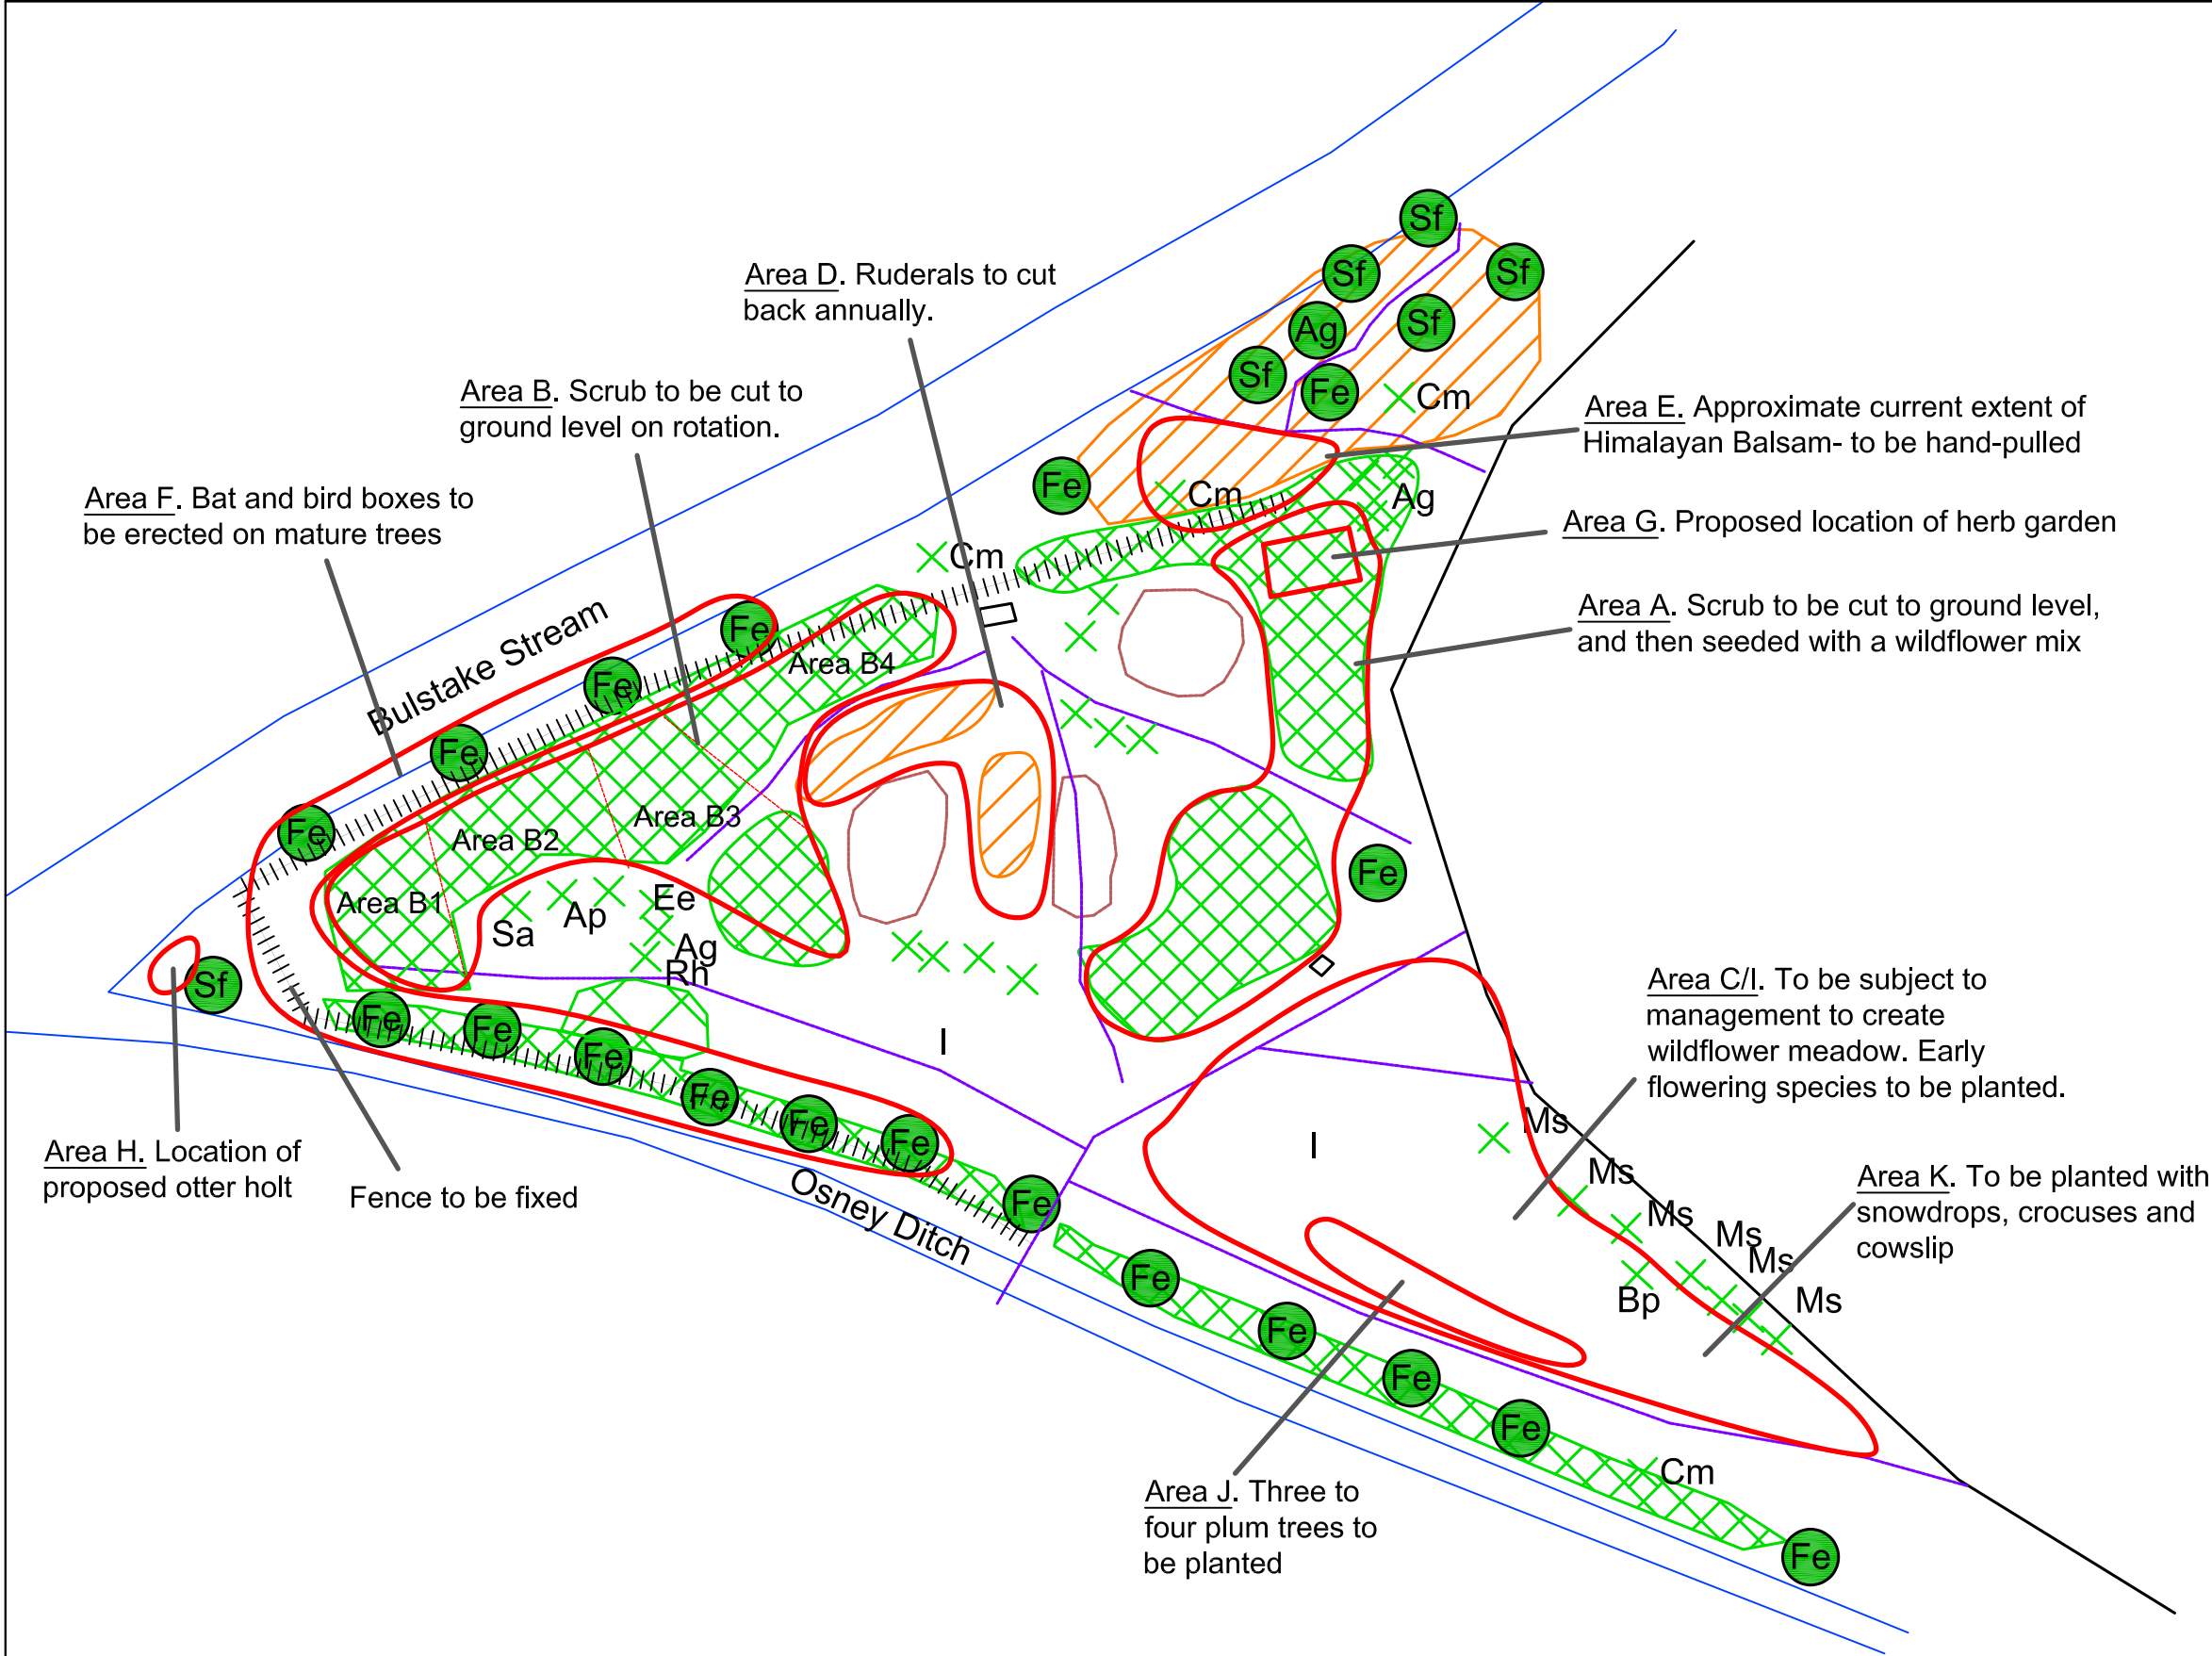 Sf
Sf
Sf
Area D. Ruderals to cut
back annually.
Ag
Sf
Sf
Fe
Cm
Area B. Scrub to be cut to
ground level on rotation.
Area E. Approximate current extent of
Himalayan Balsam- to be hand-pulled
Area F. Bat and bird boxes to
be erected on mature trees
Fe
Cm
Ag
Area G. Proposed location of herb garden
Cm
Area A. Scrub to be cut to ground level,
and then seeded with a wildflower mix
Bulstake Stream
Fe
Area B4
Fe
Fe
Fe
Area B3
Area B2
Fe
Area B1
Ee
Ap
Sa
Ag
Rh
Sf
Area C/I. To be subject to
management to create
wildflower meadow. Early
flowering species to be planted.
Fe
Fe
Fe
I
Fe
Fe
Fe
I
Ms
Area H. Location of
proposed otter holt
Fence to be fixed
Osney Ditch
Fe
Ms
Ms
Ms
Ms
Ms
Bp
Area K. To be planted with
snowdrops, crocuses and
cowslip
Fe
Fe
Fe
Fe
Cm
Area J. Three to
four plum trees to
be planted
Fe